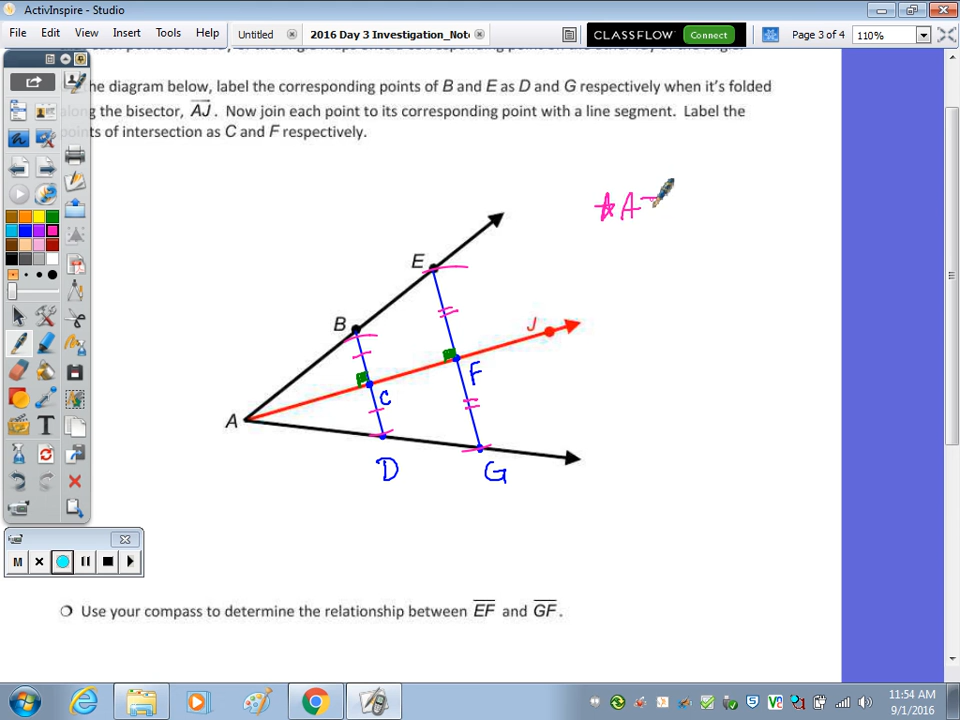 ActivInspire - Studio
File Edit View Insert Tools Help
Untitled
2016 Day 3 Investigation_Not
CLASSFLOW Connect
Page 3 of 4
110%
he diagram below, label the corresponding points of B and E as D and G respectively when it's folded
along the bisector, AJ. Now join each point to its corresponding point with a line segment. Label the
points of intersection as C and F respectively.
☆A
E
B
J
F
C
A
D
G
M
Use your compass to determine the relationship between EF and GF.
11:54 AM
9/1/2016